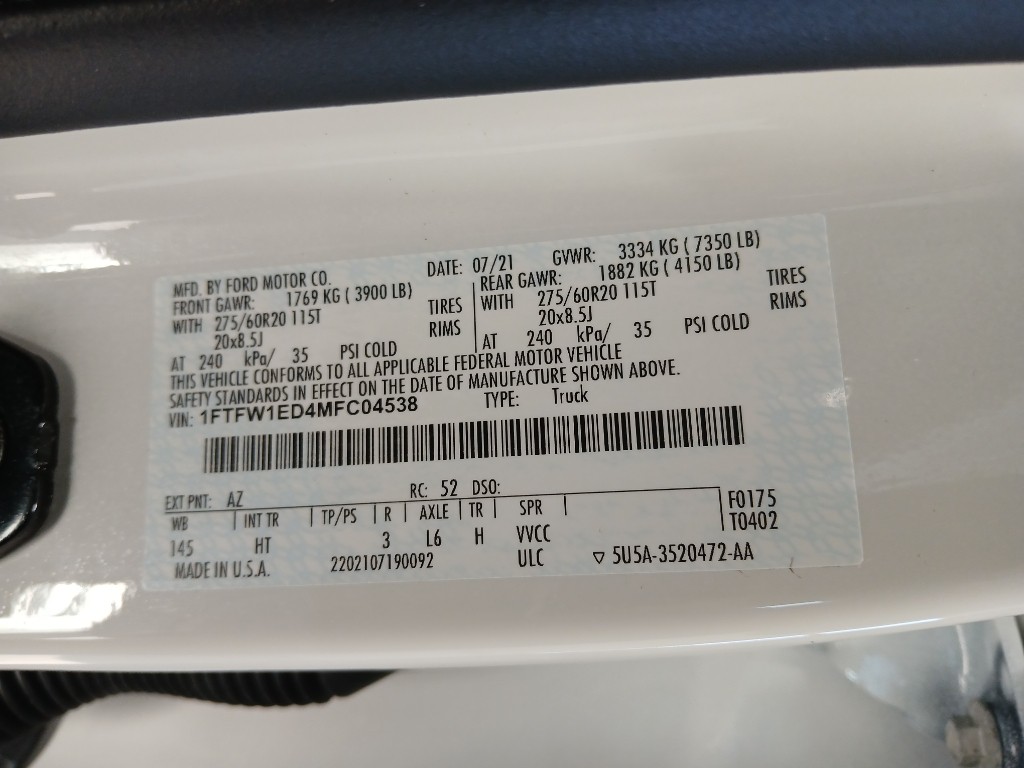 MFD. BY FORD MOTOR CO. DATE: 07/21 GVWR: 3334 KG ( 7350 LB)
FRONT GAWR: 1769 KG ( 3900 LB) REAR GAWR: 1882 KG ( 4150 LB)
WITH 275/60R20 115T TIRES WITH 275/60R20 115T TIRES
20x8.5J RIMS 20x8.5J RIMS
AT 240 kPa/ 35 PSI COLD AT 240 kPa/ 35 PSI COLD
THIS VEHICLE CONFORMS TO ALL APPLICABLE FEDERAL MOTOR VEHICLE
SAFETY STANDARDS IN EFFECT ON THE DATE OF MANUFACTURE SHOWN ABOVE.
VIN: 1FTFW1ED4MFC04538 TYPE: Truck
EXT PNT: AZ RC: 52 DSO:
WB INT TR TP/PS R AXLE TR SPR F0175
145 HT 3 L6 H VVCC T0402
MADE IN U.S.A. 2202107190092 ULC ▽ 5U5A-3520472-AA